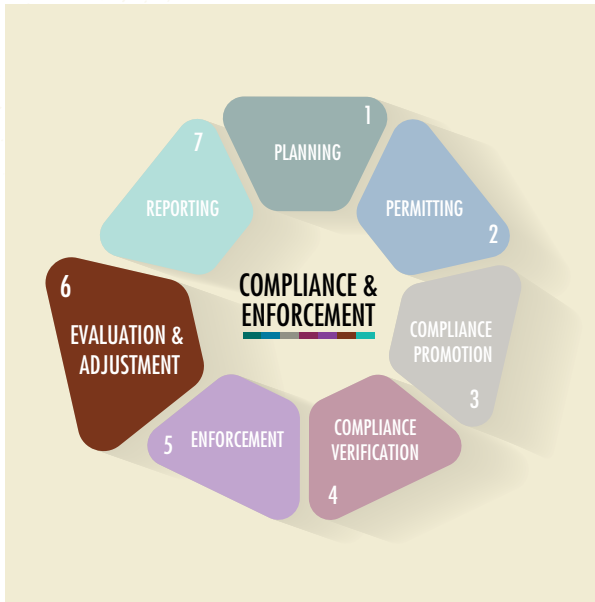 1
PLANNING
PERMITTING
2
COMPLIANCE
PROMOTION
3
COMPLIANCE
VERIFICATION
4
5
ENFORCEMENT
6
EVALUATION &
ADJUSTMENT
7
REPORTING
COMPLIANCE &
ENFORCEMENT